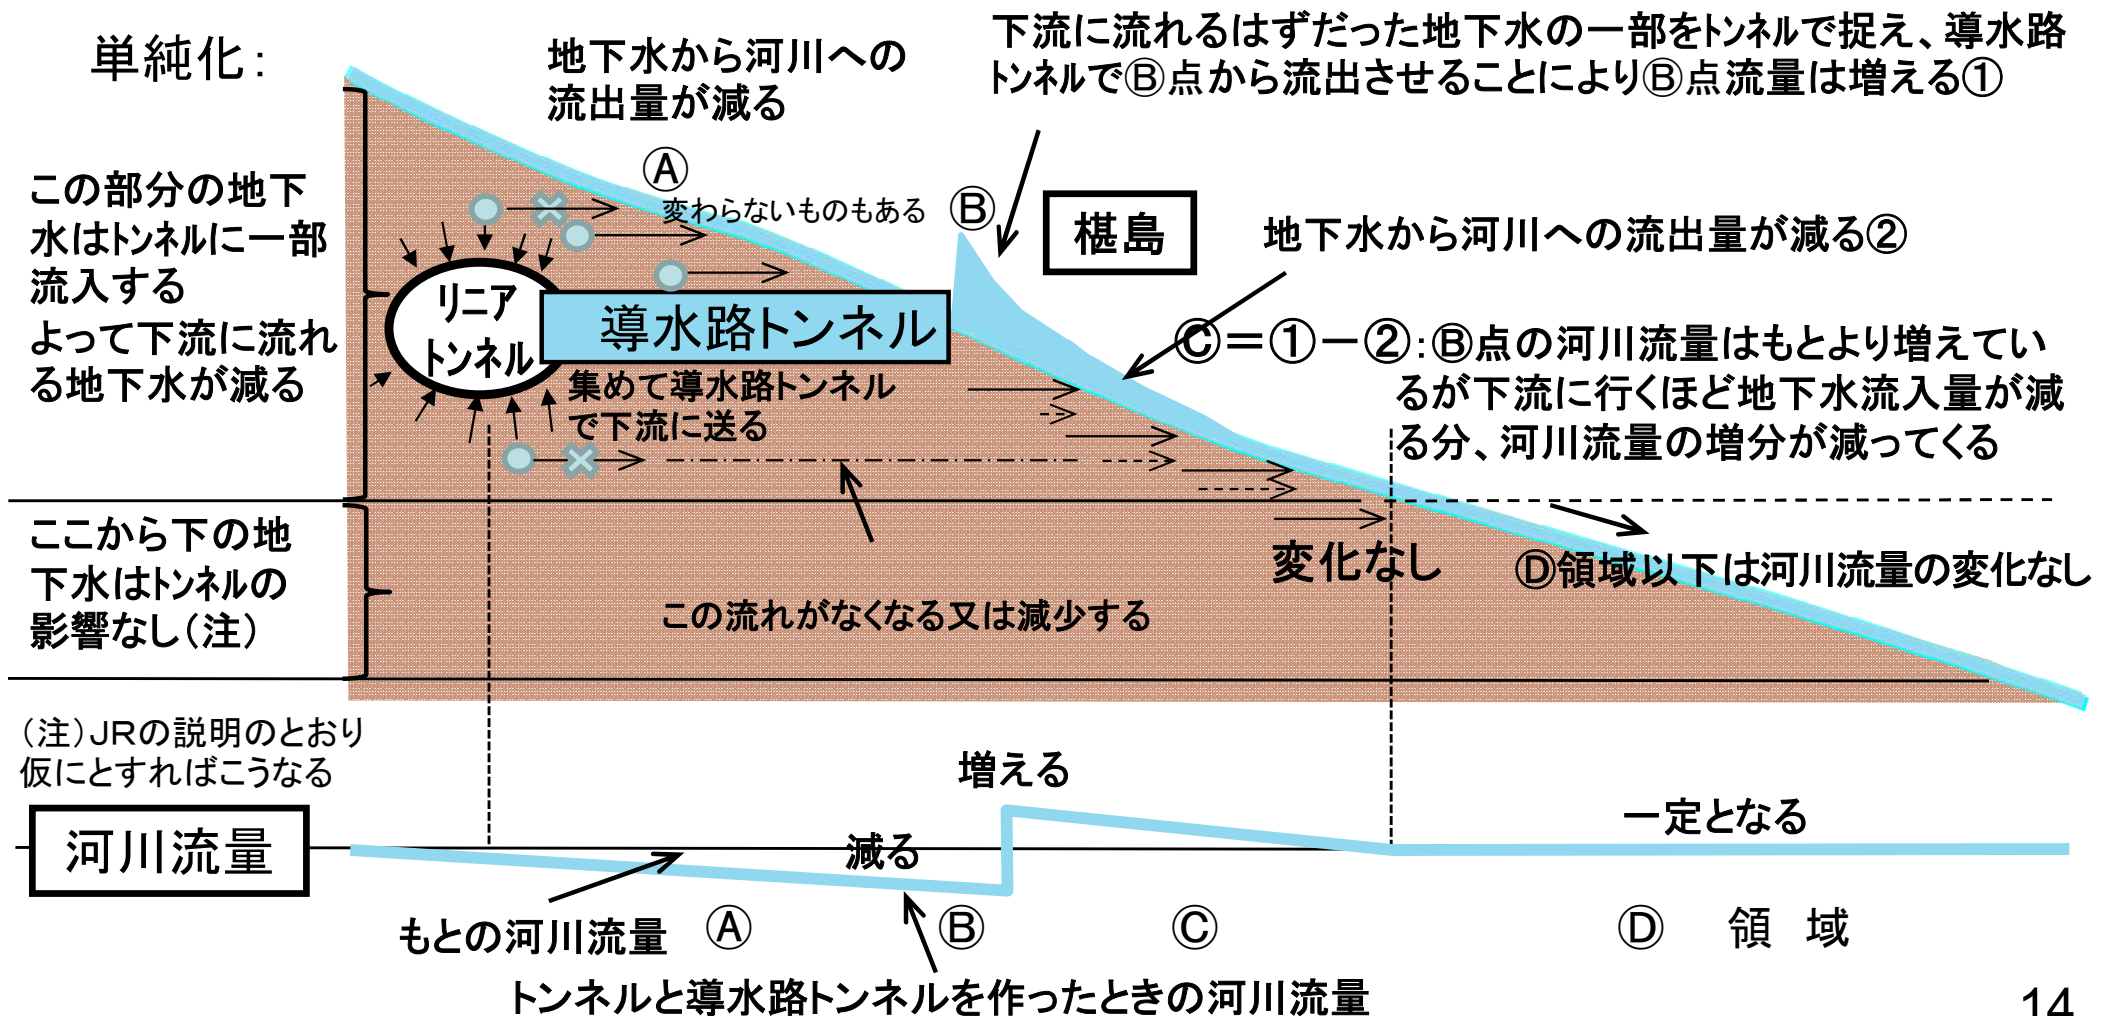 単純化：
地下水から河川への
流出量が減る
下流に流れるはずだった地下水の一部をトンネルで捉え、導水路
トンネルでⒷ点から流出させることによりⒷ点流量は増える①
この部分の地下
水はトンネルに一部
流入する
よって下流に流れ
る地下水が減る
Ⓐ
変わらないものもある
Ⓑ
椹島
地下水から河川への流出量が減る②
リニア
トンネル
導水路トンネル
集めて導水路トンネル
で下流に送る
Ⓒ＝①－②：Ⓑ点の河川流量はもとより増えてい
るが下流に行くほど地下水流入量が減
る分、河川流量の増分が減ってくる
ここから下の地
下水はトンネルの
影響なし（注）
変化なし
Ⓓ領域以下は河川流量の変化なし
この流れがなくなる又は減少する
（注）ＪＲの説明のとおり
仮にとすればこうなる
河川流量
増える
減る
一定となる
もとの河川流量
Ⓐ
Ⓑ
Ⓒ
Ⓓ 領 域
トンネルと導水路トンネルを作ったときの河川流量
14